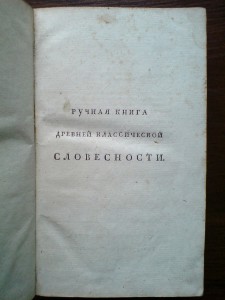 РУЧНАЯ КНИГА
ДРЕВНЕЙ КЛАССИЧЕСКОЙ
СЛОВЕСНОСТИ.